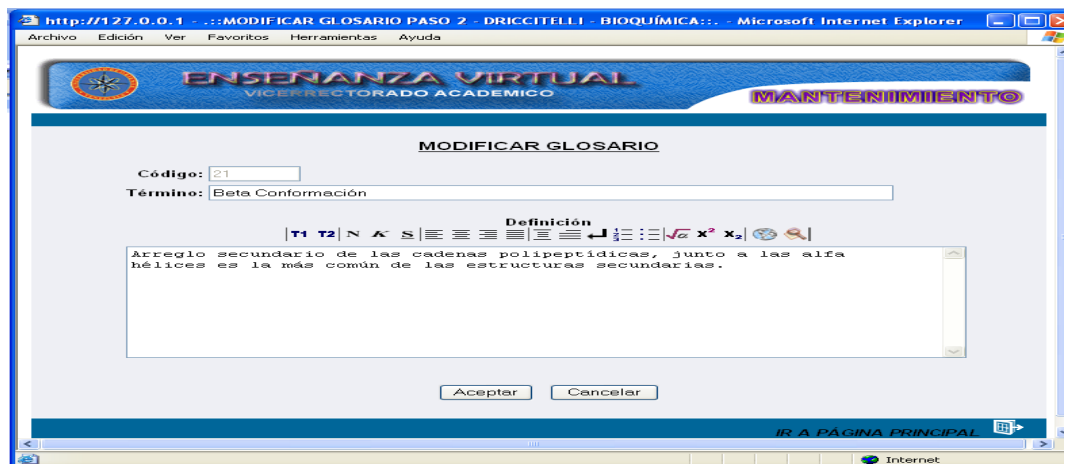 http://127.0.0.1 - .::MODIFICAR GLOSARIO PASO 2 - DRICCITELLI - BIOQUÍMICA::. - Microsoft Internet Explorer
Archivo Edición Ver Favoritos Herramientas Ayuda
ENSEÑANZA VIRTUAL
VICERRECTORADO ACADEMICO
MANTENIMIENTO
MODIFICAR GLOSARIO
Código: 21
Término: Beta Conformación
Definición
T1 T2 N K S √a x² x₂
Arreglo secundario de las cadenas polipeptídicas, junto a las alfa
hélices es la más común de las estructuras secundarias.
Aceptar Cancelar
IR A PÁGINA PRINCIPAL
Internet